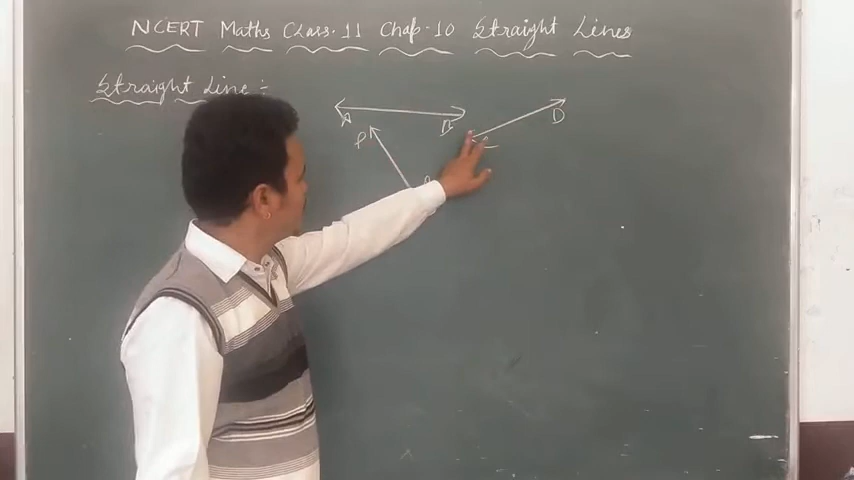 NCERT Maths Class. 11 Chap-10 Straight Lines
Straight Line :-
A B
D
P
C